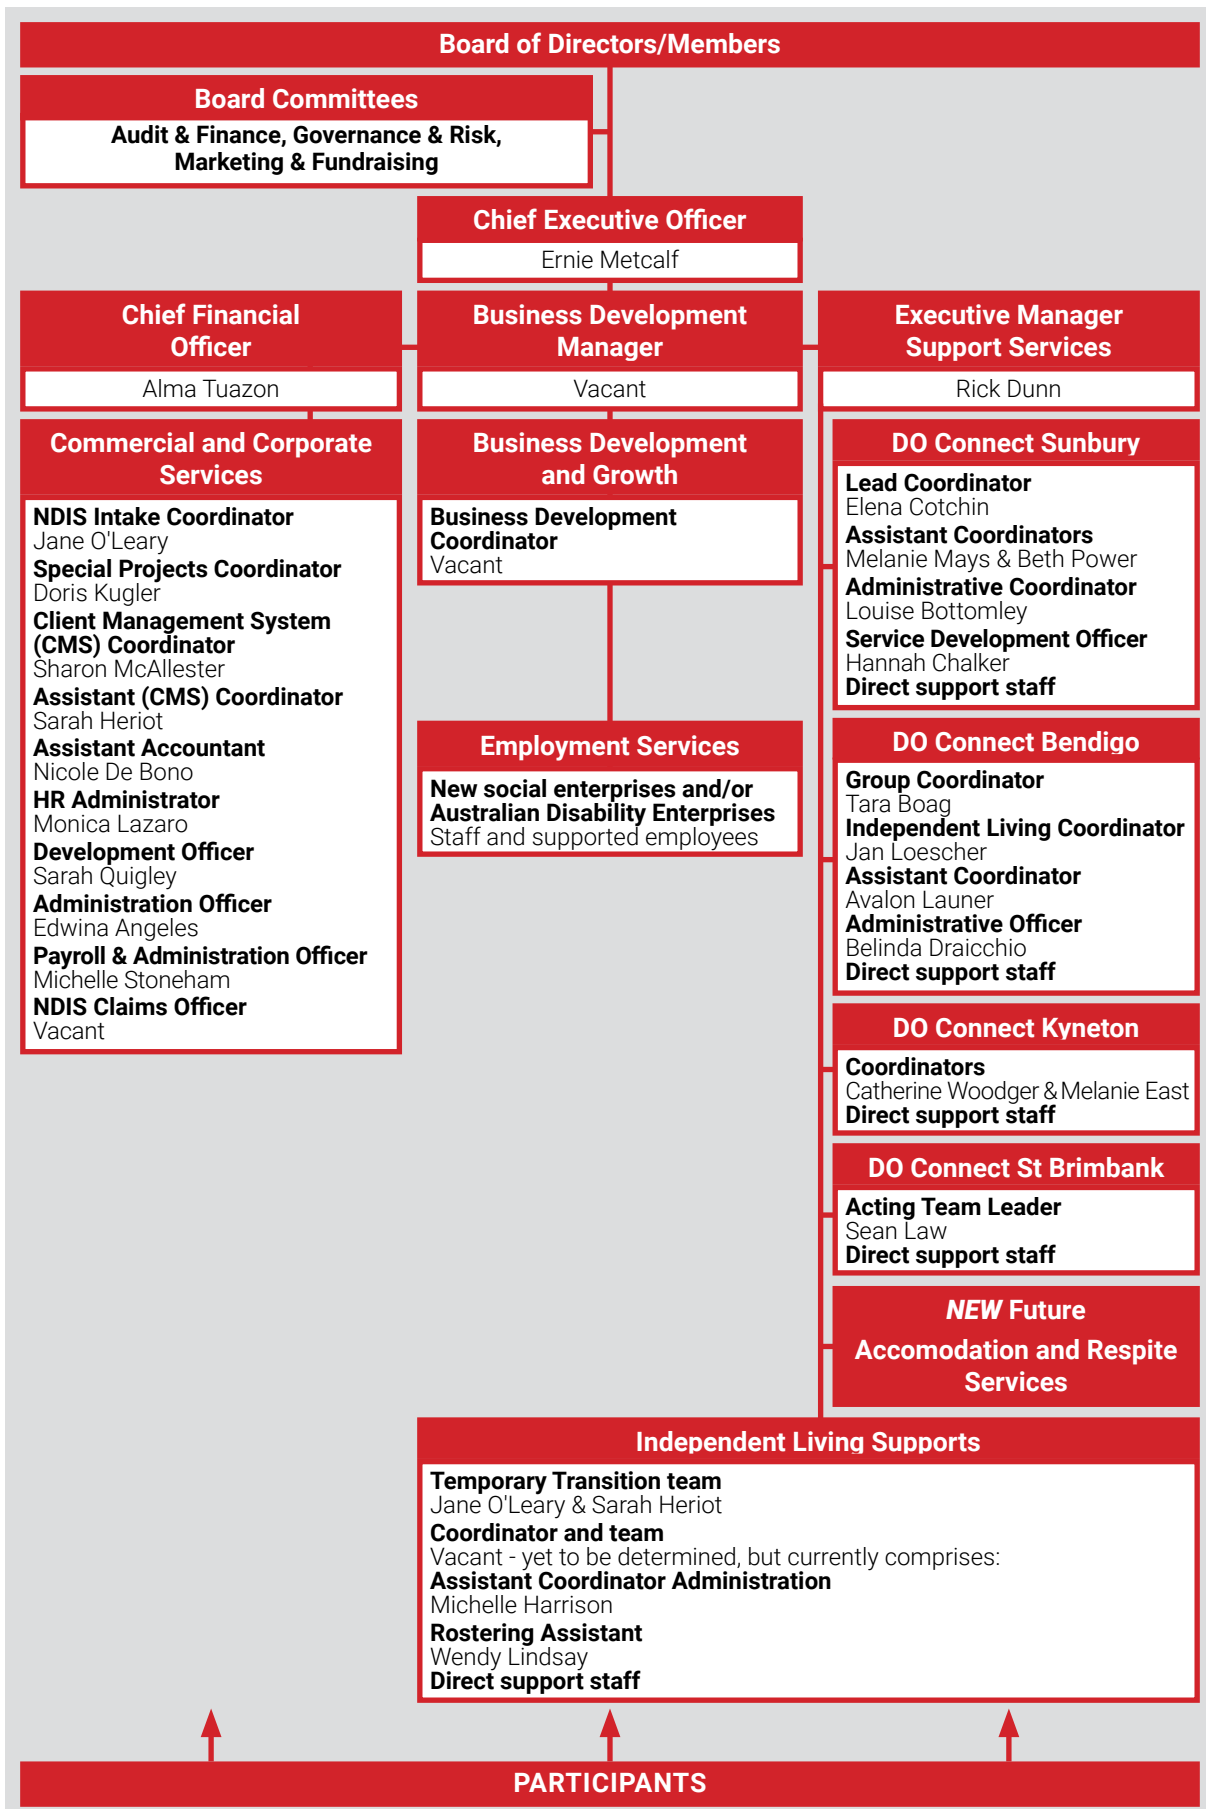 Board of Directors/Members
Board Committees
Audit & Finance, Governance & Risk,
Marketing & Fundraising
Chief Executive Officer
Ernie Metcalf
Chief Financial
Officer
Alma Tuazon
Business Development
Manager
Vacant
Executive Manager
Support Services
Rick Dunn
Commercial and Corporate
Services
NDIS Intake Coordinator
Jane O'Leary
Special Projects Coordinator
Doris Kugler
Client Management System
(CMS) Coordinator
Sharon McAllester
Assistant (CMS) Coordinator
Sarah Heriot
Assistant Accountant
Nicole De Bono
HR Administrator
Monica Lazaro
Development Officer
Sarah Quigley
Administration Officer
Edwina Angeles
Payroll & Administration Officer
Michelle Stoneham
NDIS Claims Officer
Vacant
Business Development
and Growth
Business Development
Coordinator
Vacant
Employment Services
New social enterprises and/or
Australian Disability Enterprises
Staff and supported employees
DO Connect Sunbury
Lead Coordinator
Elena Cotchin
Assistant Coordinators
Melanie Mays & Beth Power
Administrative Coordinator
Louise Bottomley
Service Development Officer
Hannah Chalker
Direct support staff
DO Connect Bendigo
Group Coordinator
Tara Boag
Independent Living Coordinator
Jan Loescher
Assistant Coordinator
Avalon Launer
Administrative Officer
Belinda Draicchio
Direct support staff
DO Connect Kyneton
Coordinators
Catherine Woodger & Melanie East
Direct support staff
DO Connect St Brimbank
Acting Team Leader
Sean Law
Direct support staff
NEW Future
Accomodation and Respite
Services
Independent Living Supports
Temporary Transition team
Jane O'Leary & Sarah Heriot
Coordinator and team
Vacant - yet to be determined, but currently comprises:
Assistant Coordinator Administration
Michelle Harrison
Rostering Assistant
Wendy Lindsay
Direct support staff
PARTICIPANTS